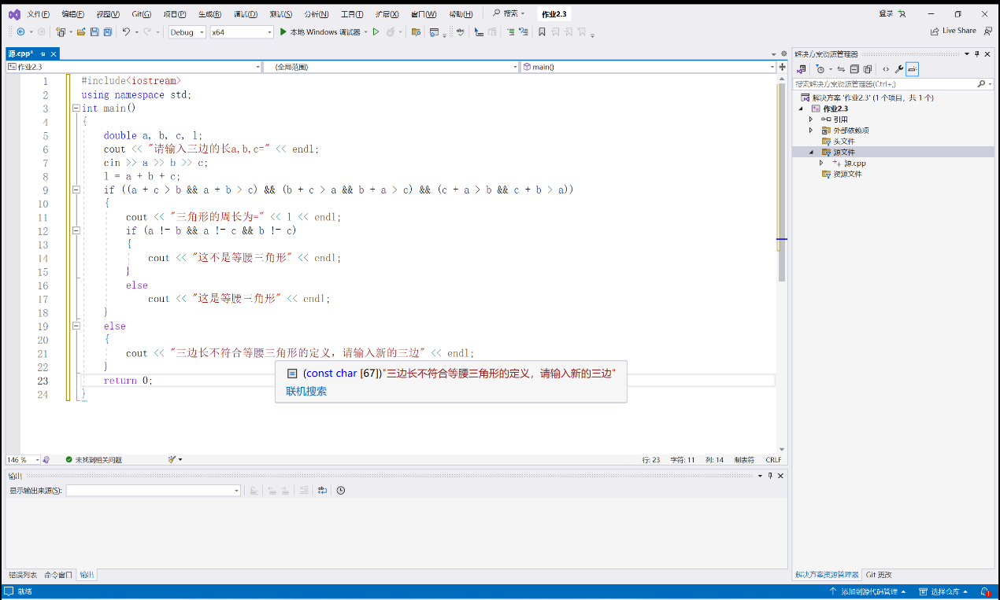 文件(F) 编辑(E) 视图(V) Git(G) 项目(P) 生成(B) 调试(D) 测试(S) 分析(N) 工具(T) 扩展(X) 窗口(W) 帮助(H) 搜索 作业2.3 登录
Debug x64 本地 Windows 调试器 Live Share
源.cpp*
作业2.3 (全局范围) main()
1 #include<iostream>
2 using namespace std;
3 int main()
4 {
5 double a, b, c, l;
6 cout << "请输入三边的长a,b,c=" << endl;
7 cin >> a >> b >> c;
8 l = a + b + c;
9 if ((a + c > b && a + b > c) && (b + c > a && b + a > c) && (c + a > b && c + b > a))
10 {
11 cout << "三角形的周长为=" << l << endl;
12 if (a != b && a != c && b != c)
13 {
14 cout << "这不是等腰三角形" << endl;
15 }
16 else
17 cout << "这是等腰三角形" << endl;
18 }
19 else
20 {
21 cout << "三边长不符合等腰三角形的定义，请输入新的三边" << endl;
22 }
23 return 0;
24 }
(const char [67])"三边长不符合等腰三角形的定义，请输入新的三边"
联机搜索
146 % 未找到相关问题 行: 23 字符: 11 列: 14 制表符 CRLF
输出
显示输出来源(S):
错误列表 命令窗口 输出
解决方案资源管理器
搜索解决方案资源管理器(Ctrl+;)
解决方案 '作业2.3' (1 个项目，共 1 个)
作业2.3
引用
外部依赖项
头文件
源文件
源.cpp
资源文件
解决方案资源管理器 Git 更改
就绪 添加到源代码管理 选择仓库 1